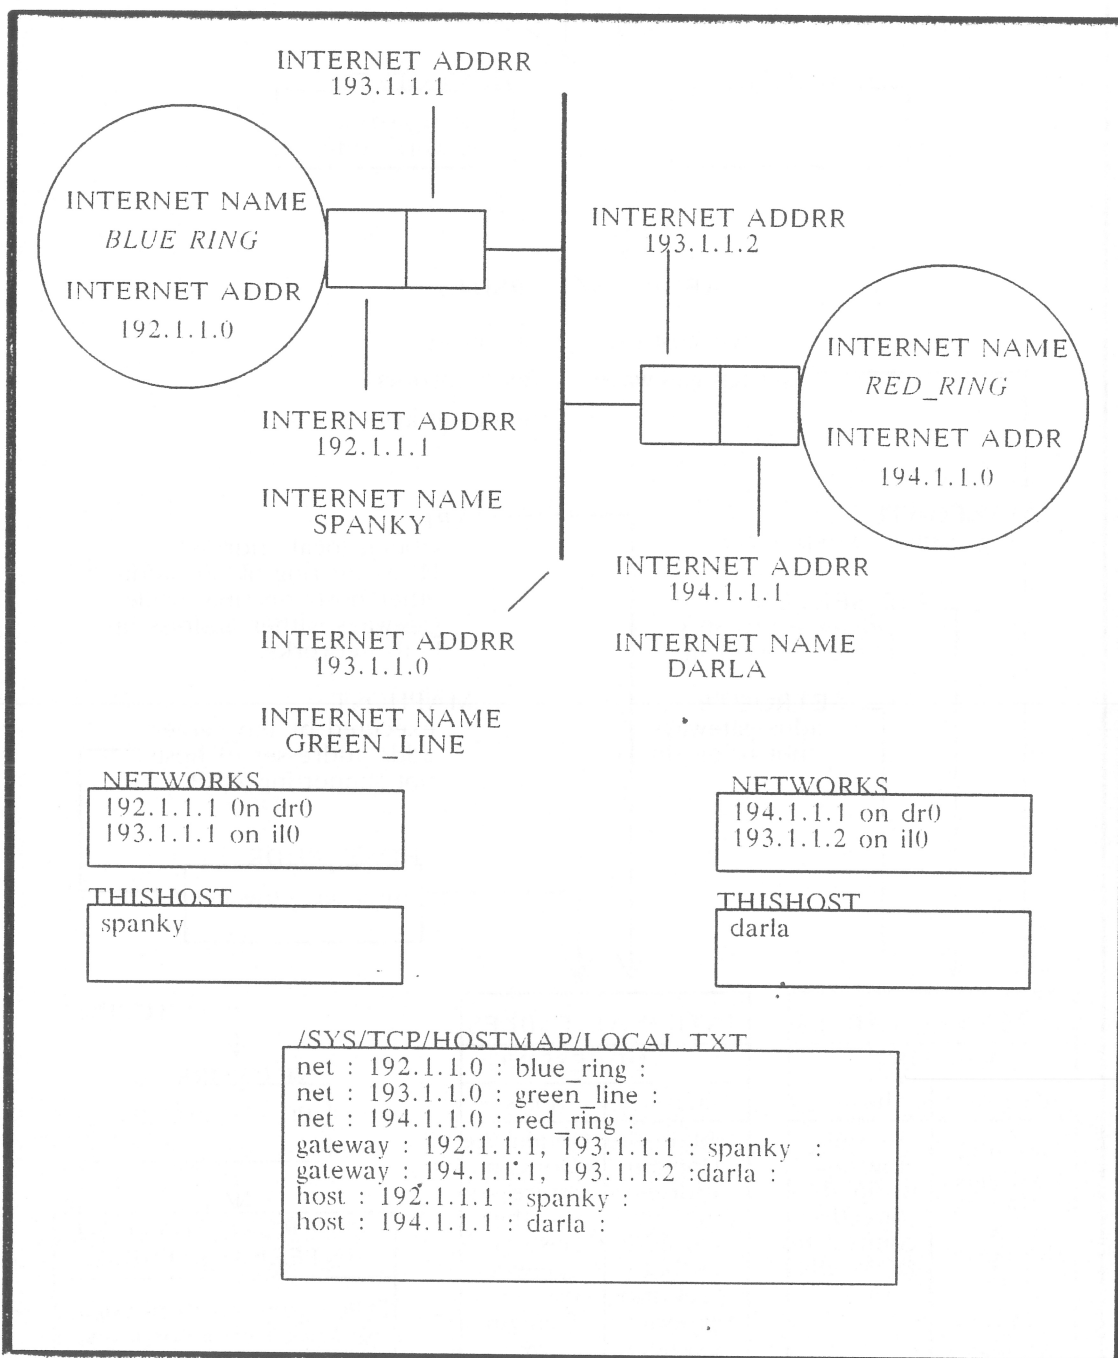 INTERNET ADDRR
193.1.1.1
INTERNET NAME
BLUE RING
INTERNET ADDR
192.1.1.0
INTERNET ADDRR
193.1.1.2
INTERNET NAME
RED_RING
INTERNET ADDR
194.1.1.0
INTERNET ADDRR
192.1.1.1
INTERNET NAME
SPANKY
INTERNET ADDRR
194.1.1.1
INTERNET NAME
DARLA
INTERNET ADDRR
193.1.1.0
INTERNET NAME
GREEN_LINE
NETWORKS
192.1.1.1 0n dr0
193.1.1.1 on il0
NETWORKS
194.1.1.1 on dr0
193.1.1.2 on il0
THISHOST
spanky
THISHOST
darla
/SYS/TCP/HOSTMAP/LOCAL.TXT
net : 192.1.1.0 : blue_ring :
net : 193.1.1.0 : green_line :
net : 194.1.1.0 : red_ring :
gateway : 192.1.1.1, 193.1.1.1 : spanky :
gateway : 194.1.1.1, 193.1.1.2 :darla :
host : 192.1.1.1 : spanky :
host : 194.1.1.1 : darla :